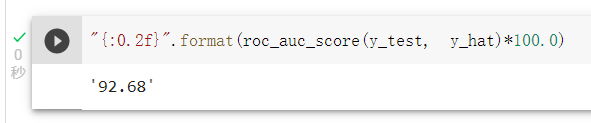 "{:0.2f}".format(roc_auc_score(y_test,  y_hat)*100.0)
0
秒
'92.68'